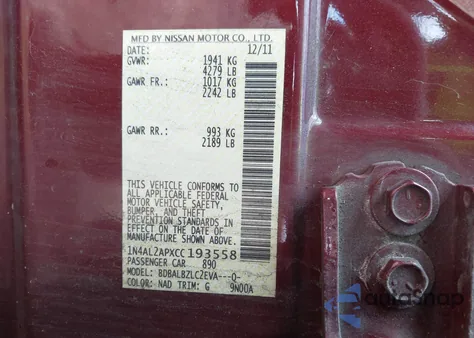 MFD BY NISSAN MOTOR CO., LTD.
DATE: 12/11
GVWR: 1941 KG
4279 LB
GAWR FR: 1017 KG
2242 LB
GAWR RR: 993 KG
2189 LB
THIS VEHICLE CONFORMS TO
ALL APPLICABLE FEDERAL
MOTOR VEHICLE SAFETY,
BUMPER, AND THEFT
PREVENTION STANDARDS
IN EFFECT ON THE DATE OF
MANUFACTURE SHOWN ABOVE.
1N4AL2APXCC193558
PASSENGER CAR 890
MODEL: BDBALBZLC2EVA---0-
COLOR: NAD TRIM: G 9N00A